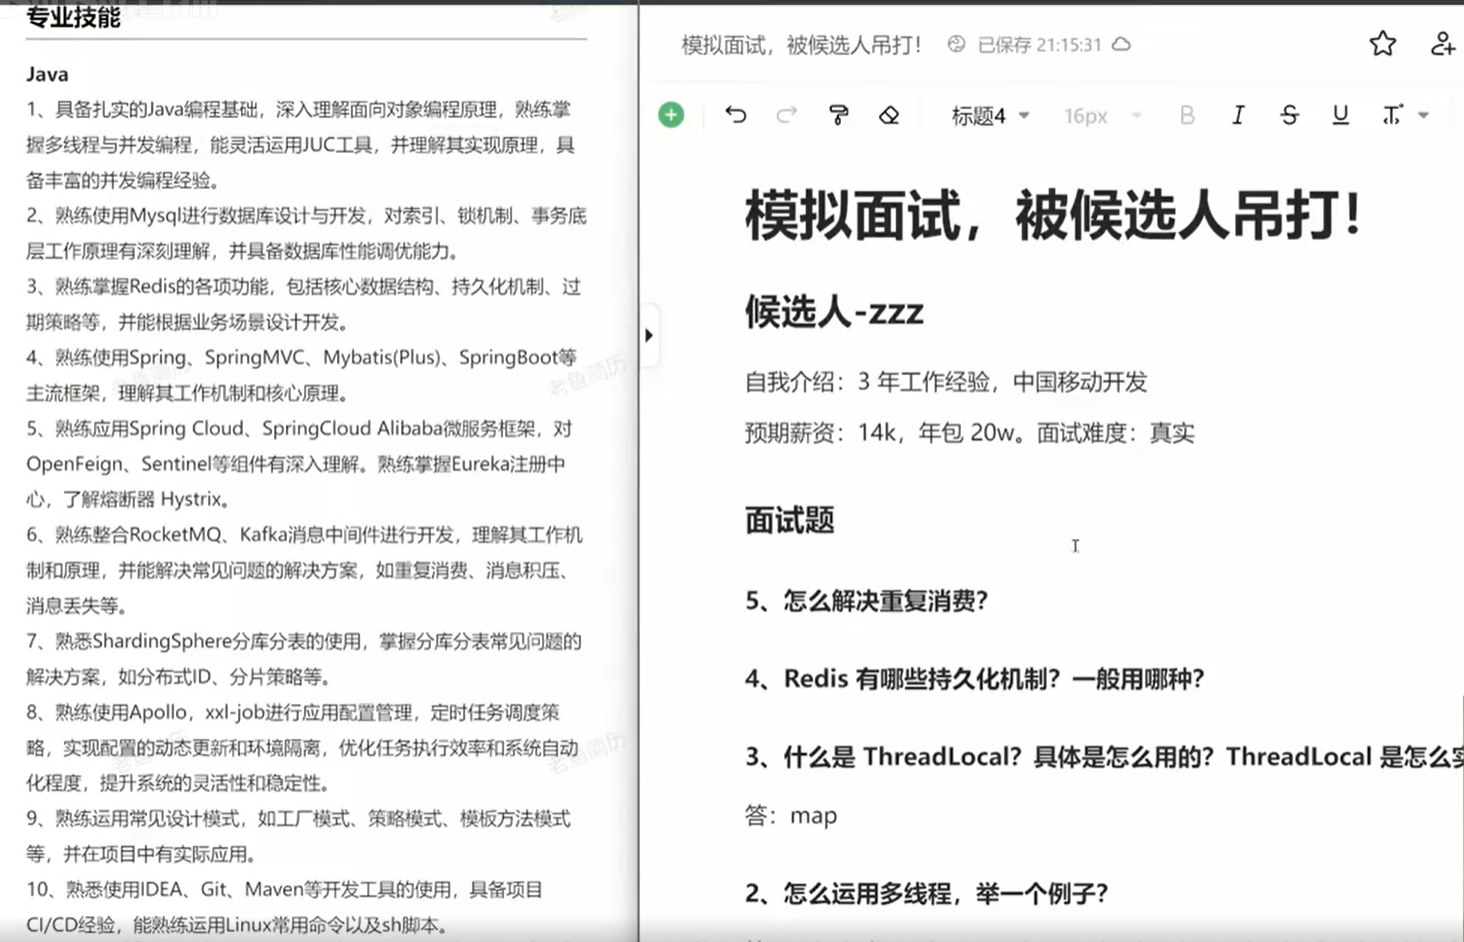 专业技能
Java
1、具备扎实的Java编程基础，深入理解面向对象编程原理，熟练掌
握多线程与并发编程，能灵活运用JUC工具，并理解其实现原理，具
备丰富的并发编程经验。
2、熟练使用Mysql进行数据库设计与开发，对索引、锁机制、事务底
层工作原理有深刻理解，并具备数据库性能调优能力。
3、熟练掌握Redis的各项功能，包括核心数据结构、持久化机制、过
期策略等，并能根据业务场景设计开发。
4、熟练使用Spring、SpringMVC、Mybatis(Plus)、SpringBoot等
主流框架，理解其工作机制和核心原理。
5、熟练应用Spring Cloud、SpringCloud Alibaba微服务框架，对
OpenFeign、Sentinel等组件有深入理解。熟练掌握Eureka注册中
心，了解熔断器 Hystrix。
6、熟练整合RocketMQ、Kafka消息中间件进行开发，理解其工作机
制和原理，并能解决常见问题的解决方案，如重复消费、消息积压、
消息丢失等。
7、熟悉ShardingSphere分库分表的使用，掌握分库分表常见问题的
解决方案，如分布式ID、分片策略等。
8、熟练使用Apollo，xxl-job进行应用配置管理，定时任务调度策
略，实现配置的动态更新和环境隔离，优化任务执行效率和系统自动
化程度，提升系统的灵活性和稳定性。
9、熟练运用常见设计模式，如工厂模式、策略模式、模板方法模式
等，并在项目中有实际应用。
10、熟悉使用IDEA、Git、Maven等开发工具的使用，具备项目
CI/CD经验，能熟练运用Linux常用命令以及sh脚本。
老鱼简历
老鱼简历
模拟面试，被候选人吊打！ 已保存 21:15:31
标题4 16px B I S U T
模拟面试，被候选人吊打！
候选人-zzz
自我介绍：3 年工作经验，中国移动开发
预期薪资：14k，年包 20w。面试难度：真实
面试题
5、怎么解决重复消费？
4、Redis 有哪些持久化机制？一般用哪种？
3、什么是 ThreadLocal？具体是怎么用的？ThreadLocal 是怎么实
答：map
2、怎么运用多线程，举一个例子？